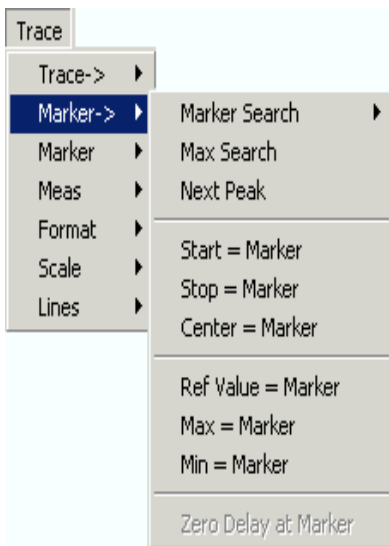 Trace
Trace->
Marker->
Marker
Meas
Format
Scale
Lines
Marker Search
Max Search
Next Peak
Start = Marker
Stop = Marker
Center = Marker
Ref Value = Marker
Max = Marker
Min = Marker
Zero Delay at Marker